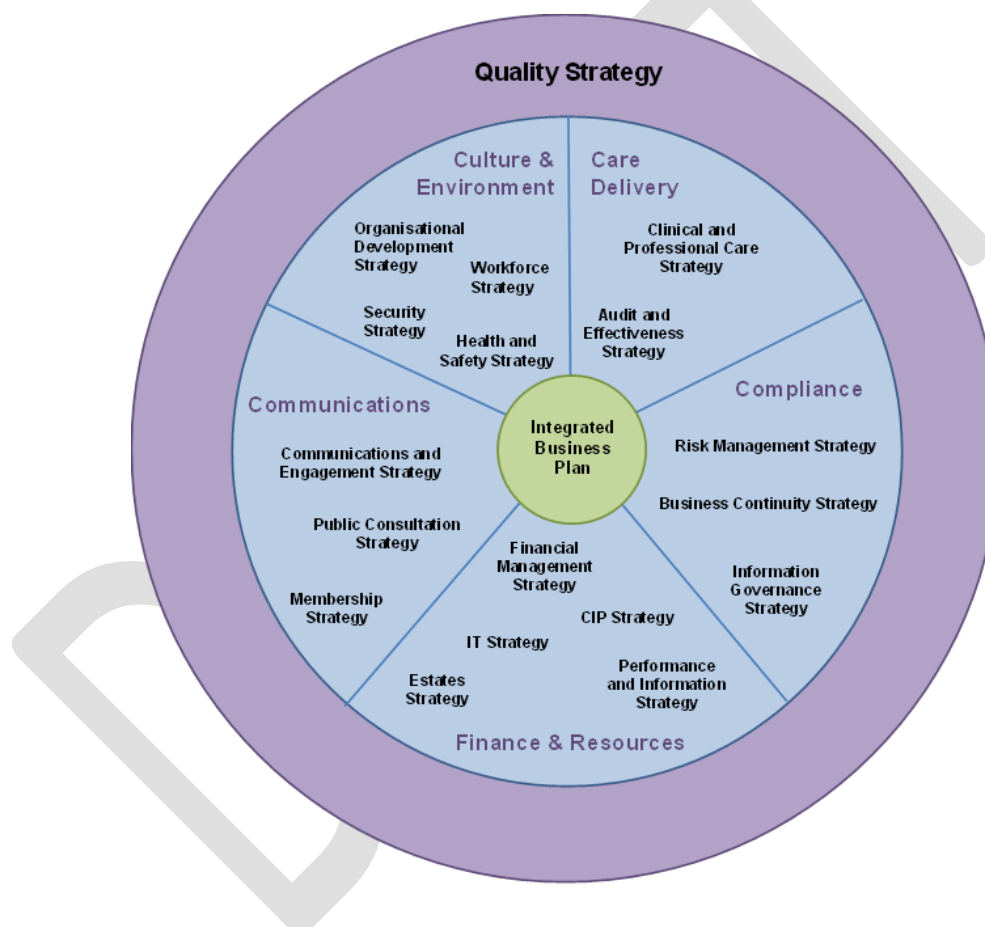 Quality Strategy
Culture &
Environment
Organisational
Development
Strategy
Workforce
Strategy
Security
Strategy
Health and
Safety Strategy
Care
Delivery
Clinical and
Professional Care
Strategy
Audit and
Effectiveness
Strategy
Communications
Communications and
Engagement Strategy
Public Consultation
Strategy
Membership
Strategy
Integrated
Business
Plan
Compliance
Risk Management Strategy
Business Continuity Strategy
Information
Governance
Strategy
Financial
Management
Strategy
CIP Strategy
IT Strategy
Estates
Strategy
Performance
and Information
Strategy
Finance & Resources